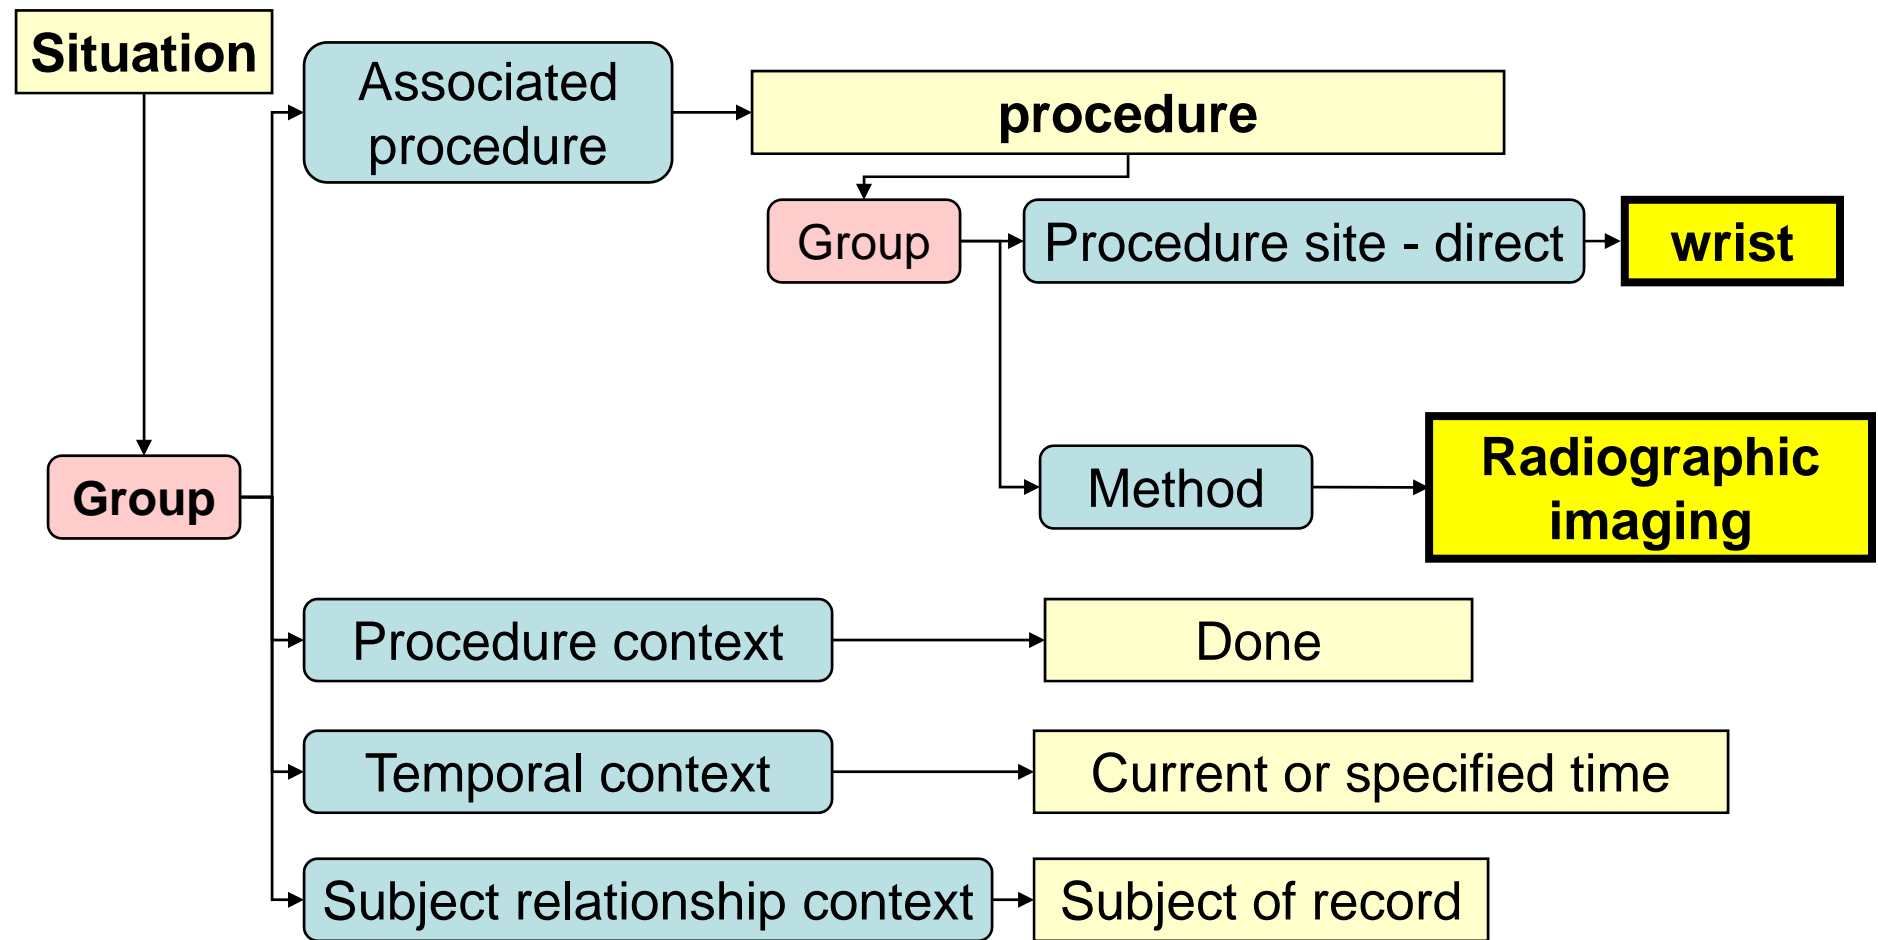 Situation
Associated
procedure
procedure
Group
Procedure site - direct
wrist
Method
Radiographic
imaging
Group
Procedure context
Done
Temporal context
Current or specified time
Subject relationship context
Subject of record